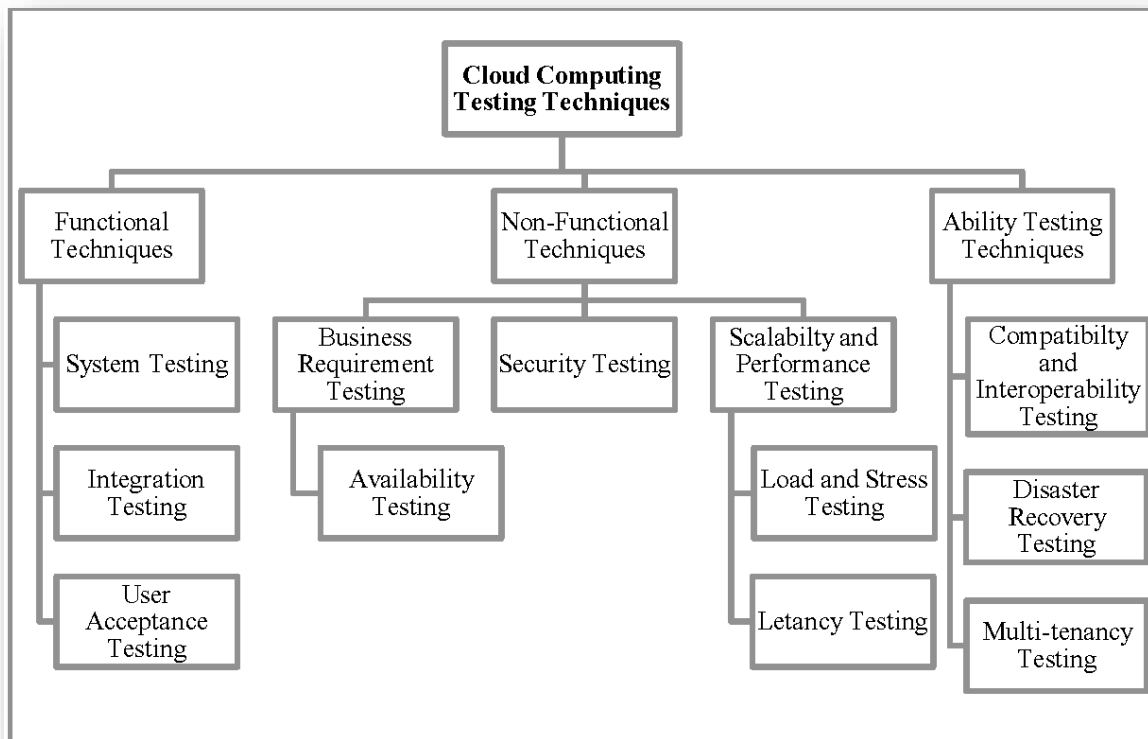 Cloud Computing
Testing Techniques
Functional
Techniques
Non-Functional
Techniques
Ability Testing
Techniques
System Testing
Integration
Testing
User
Acceptance
Testing
Business
Requirement
Testing
Availability
Testing
Security Testing
Scalabilty and
Performance
Testing
Load and Stress
Testing
Letancy Testing
Compatibilty
and
Interoperability
Testing
Disaster
Recovery
Testing
Multi-tenancy
Testing